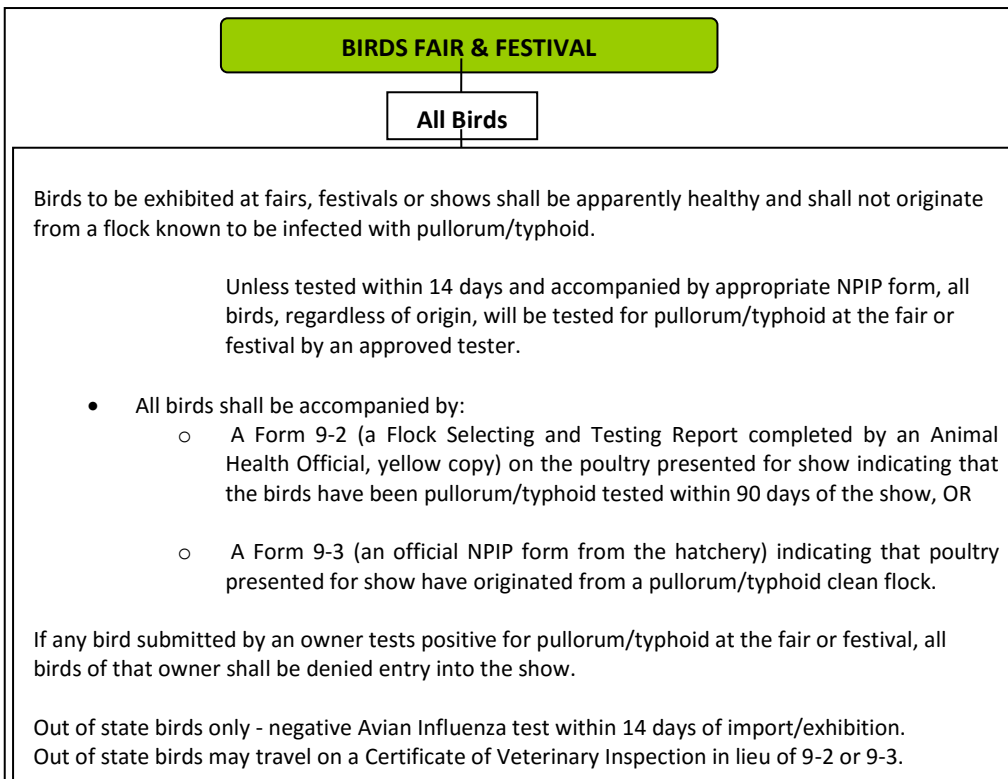 BIRDS FAIR & FESTIVAL
All Birds
Birds to be exhibited at fairs, festivals or shows shall be apparently healthy and shall not originate
from a flock known to be infected with pullorum/typhoid.
Unless tested within 14 days and accompanied by appropriate NPIP form, all
birds, regardless of origin, will be tested for pullorum/typhoid at the fair or
festival by an approved tester.
• All birds shall be accompanied by:
o A Form 9-2 (a Flock Selecting and Testing Report completed by an Animal
Health Official, yellow copy) on the poultry presented for show indicating that
the birds have been pullorum/typhoid tested within 90 days of the show, OR
o A Form 9-3 (an official NPIP form from the hatchery) indicating that poultry
presented for show have originated from a pullorum/typhoid clean flock.
If any bird submitted by an owner tests positive for pullorum/typhoid at the fair or festival, all
birds of that owner shall be denied entry into the show.
Out of state birds only - negative Avian Influenza test within 14 days of import/exhibition.
Out of state birds may travel on a Certificate of Veterinary Inspection in lieu of 9-2 or 9-3.